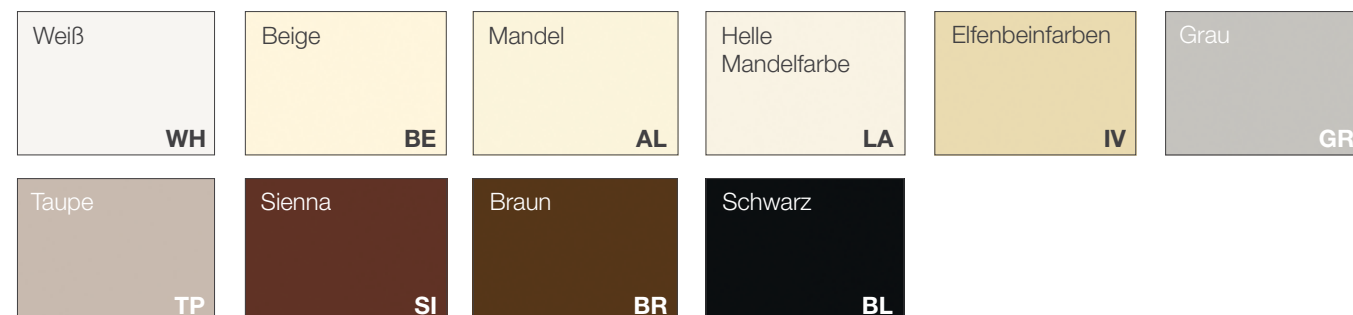 Weiß
WH
Beige
BE
Mandel
AL
Helle
Mandelfarbe
LA
Elfenbeinfarben
IV
Grau
GR
Taupe
TP
Sienna
SI
Braun
BR
Schwarz
BL